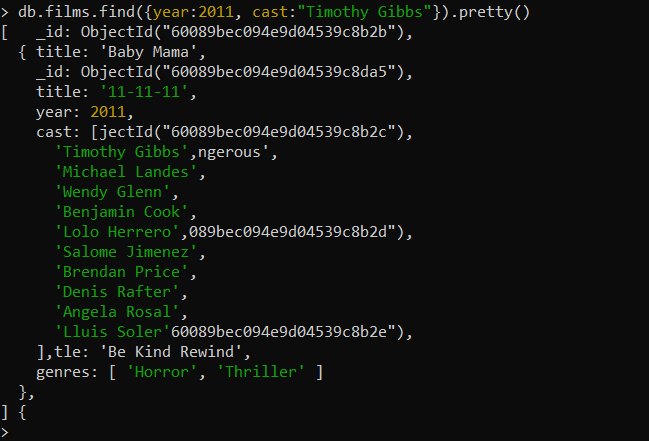 > db.films.find({year:2011, cast:"Timothy Gibbs"}).pretty()
[   _id: ObjectId("60089bec094e9d04539c8b2b"),
  { title: 'Baby Mama',
    _id: ObjectId("60089bec094e9d04539c8da5"),
    title: '11-11-11',
    year: 2011,
    cast: [jectId("60089bec094e9d04539c8b2c"),
      'Timothy Gibbs',ngerous',
      'Michael Landes',
      'Wendy Glenn',
      'Benjamin Cook',
      'Lolo Herrero',089bec094e9d04539c8b2d"),
      'Salome Jimenez',
      'Brendan Price',
      'Denis Rafter',
      'Angela Rosal',
      'Lluis Soler'60089bec094e9d04539c8b2e"),
    ],tle: 'Be Kind Rewind',
    genres: [ 'Horror', 'Thriller' ]
  },
] {
>